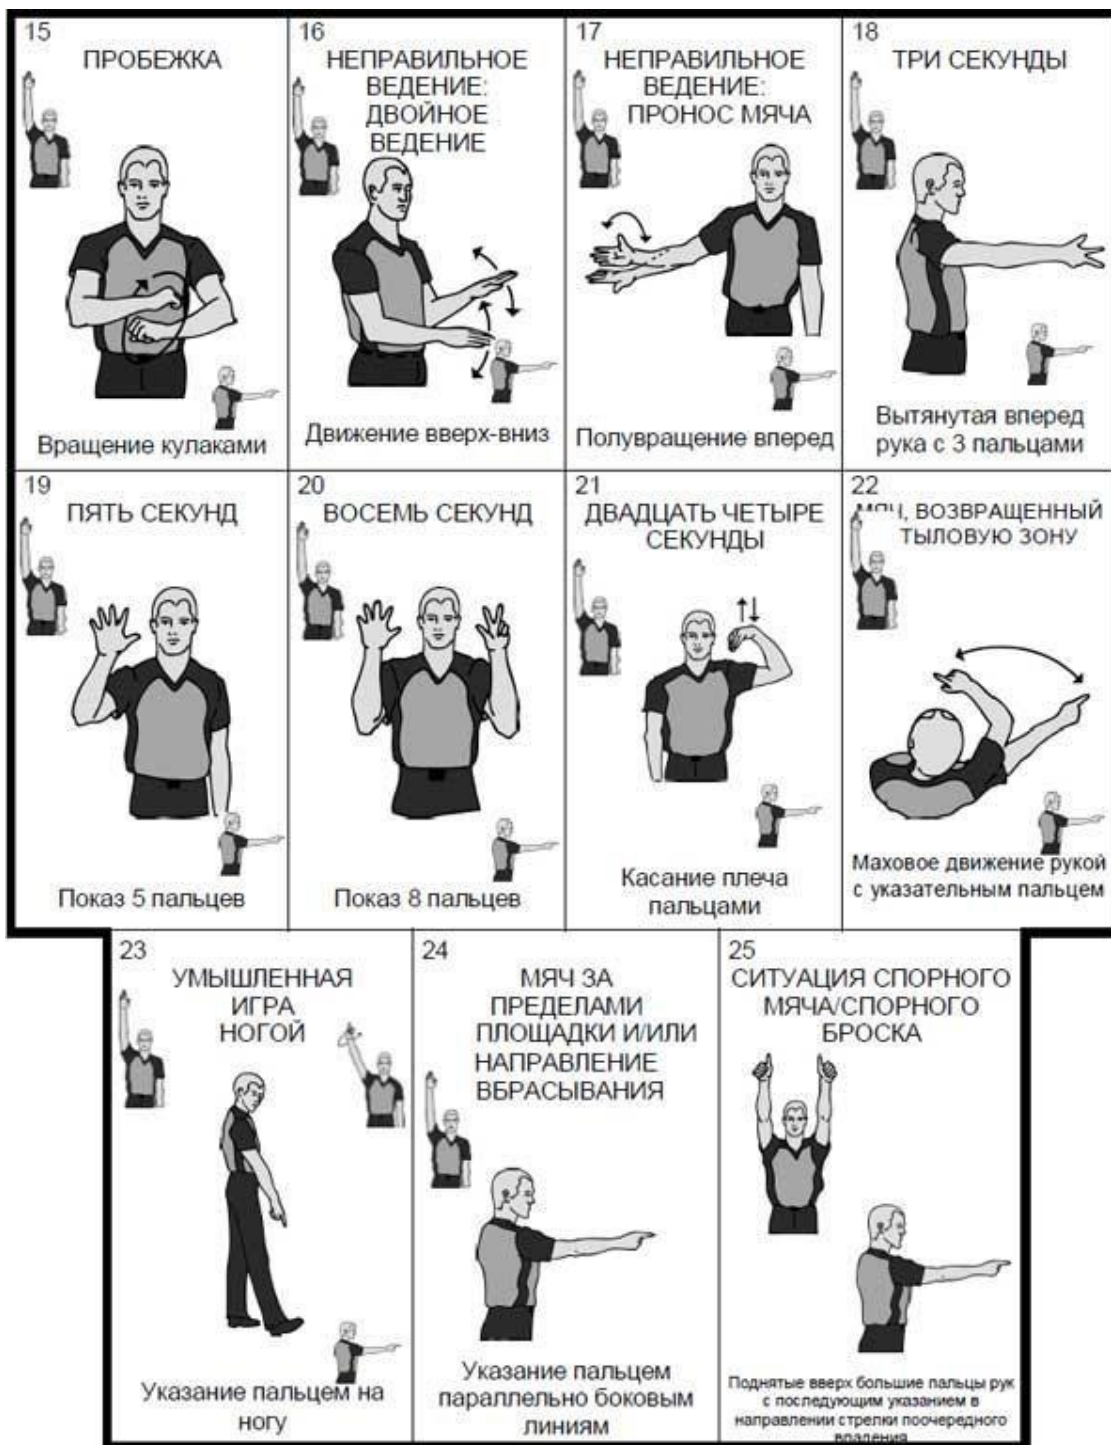 15
ПРОБЕЖКА
Вращение кулаками
16
НЕПРАВИЛЬНОЕ
ВЕДЕНИЕ:
ДВОЙНОЕ
ВЕДЕНИЕ
Движение вверх-вниз
17
НЕПРАВИЛЬНОЕ
ВЕДЕНИЕ:
ПРОНОС МЯЧА
Полувращение вперед
18
ТРИ СЕКУНДЫ
Вытянутая вперед
рука с 3 пальцами
19
ПЯТЬ СЕКУНД
Показ 5 пальцев
20
ВОСЕМЬ СЕКУНД
Показ 8 пальцев
21
ДВАДЦАТЬ ЧЕТЫРЕ
СЕКУНДЫ
Касание плеча
пальцами
22
МЯЧ, ВОЗВРАЩЕННЫЙ
ТЫЛОВУЮ ЗОНУ
Маховое движение рукой
с указательным пальцем
23
УМЫШЛЕННАЯ
ИГРА
НОГОЙ
Указание пальцем на
ногу
24
МЯЧ ЗА
ПРЕДЕЛАМИ
ПЛОЩАДКИ И/ИЛИ
НАПРАВЛЕНИЕ
ВБРАСЫВАНИЯ
Указание пальцем
параллельно боковым
линиям
25
СИТУАЦИЯ СПОРНОГО
МЯЧА/СПОРНОГО
БРОСКА
Поднятые вверх большие пальцы рук
с последующим указанием в
направлении стрелки поочередного
владения